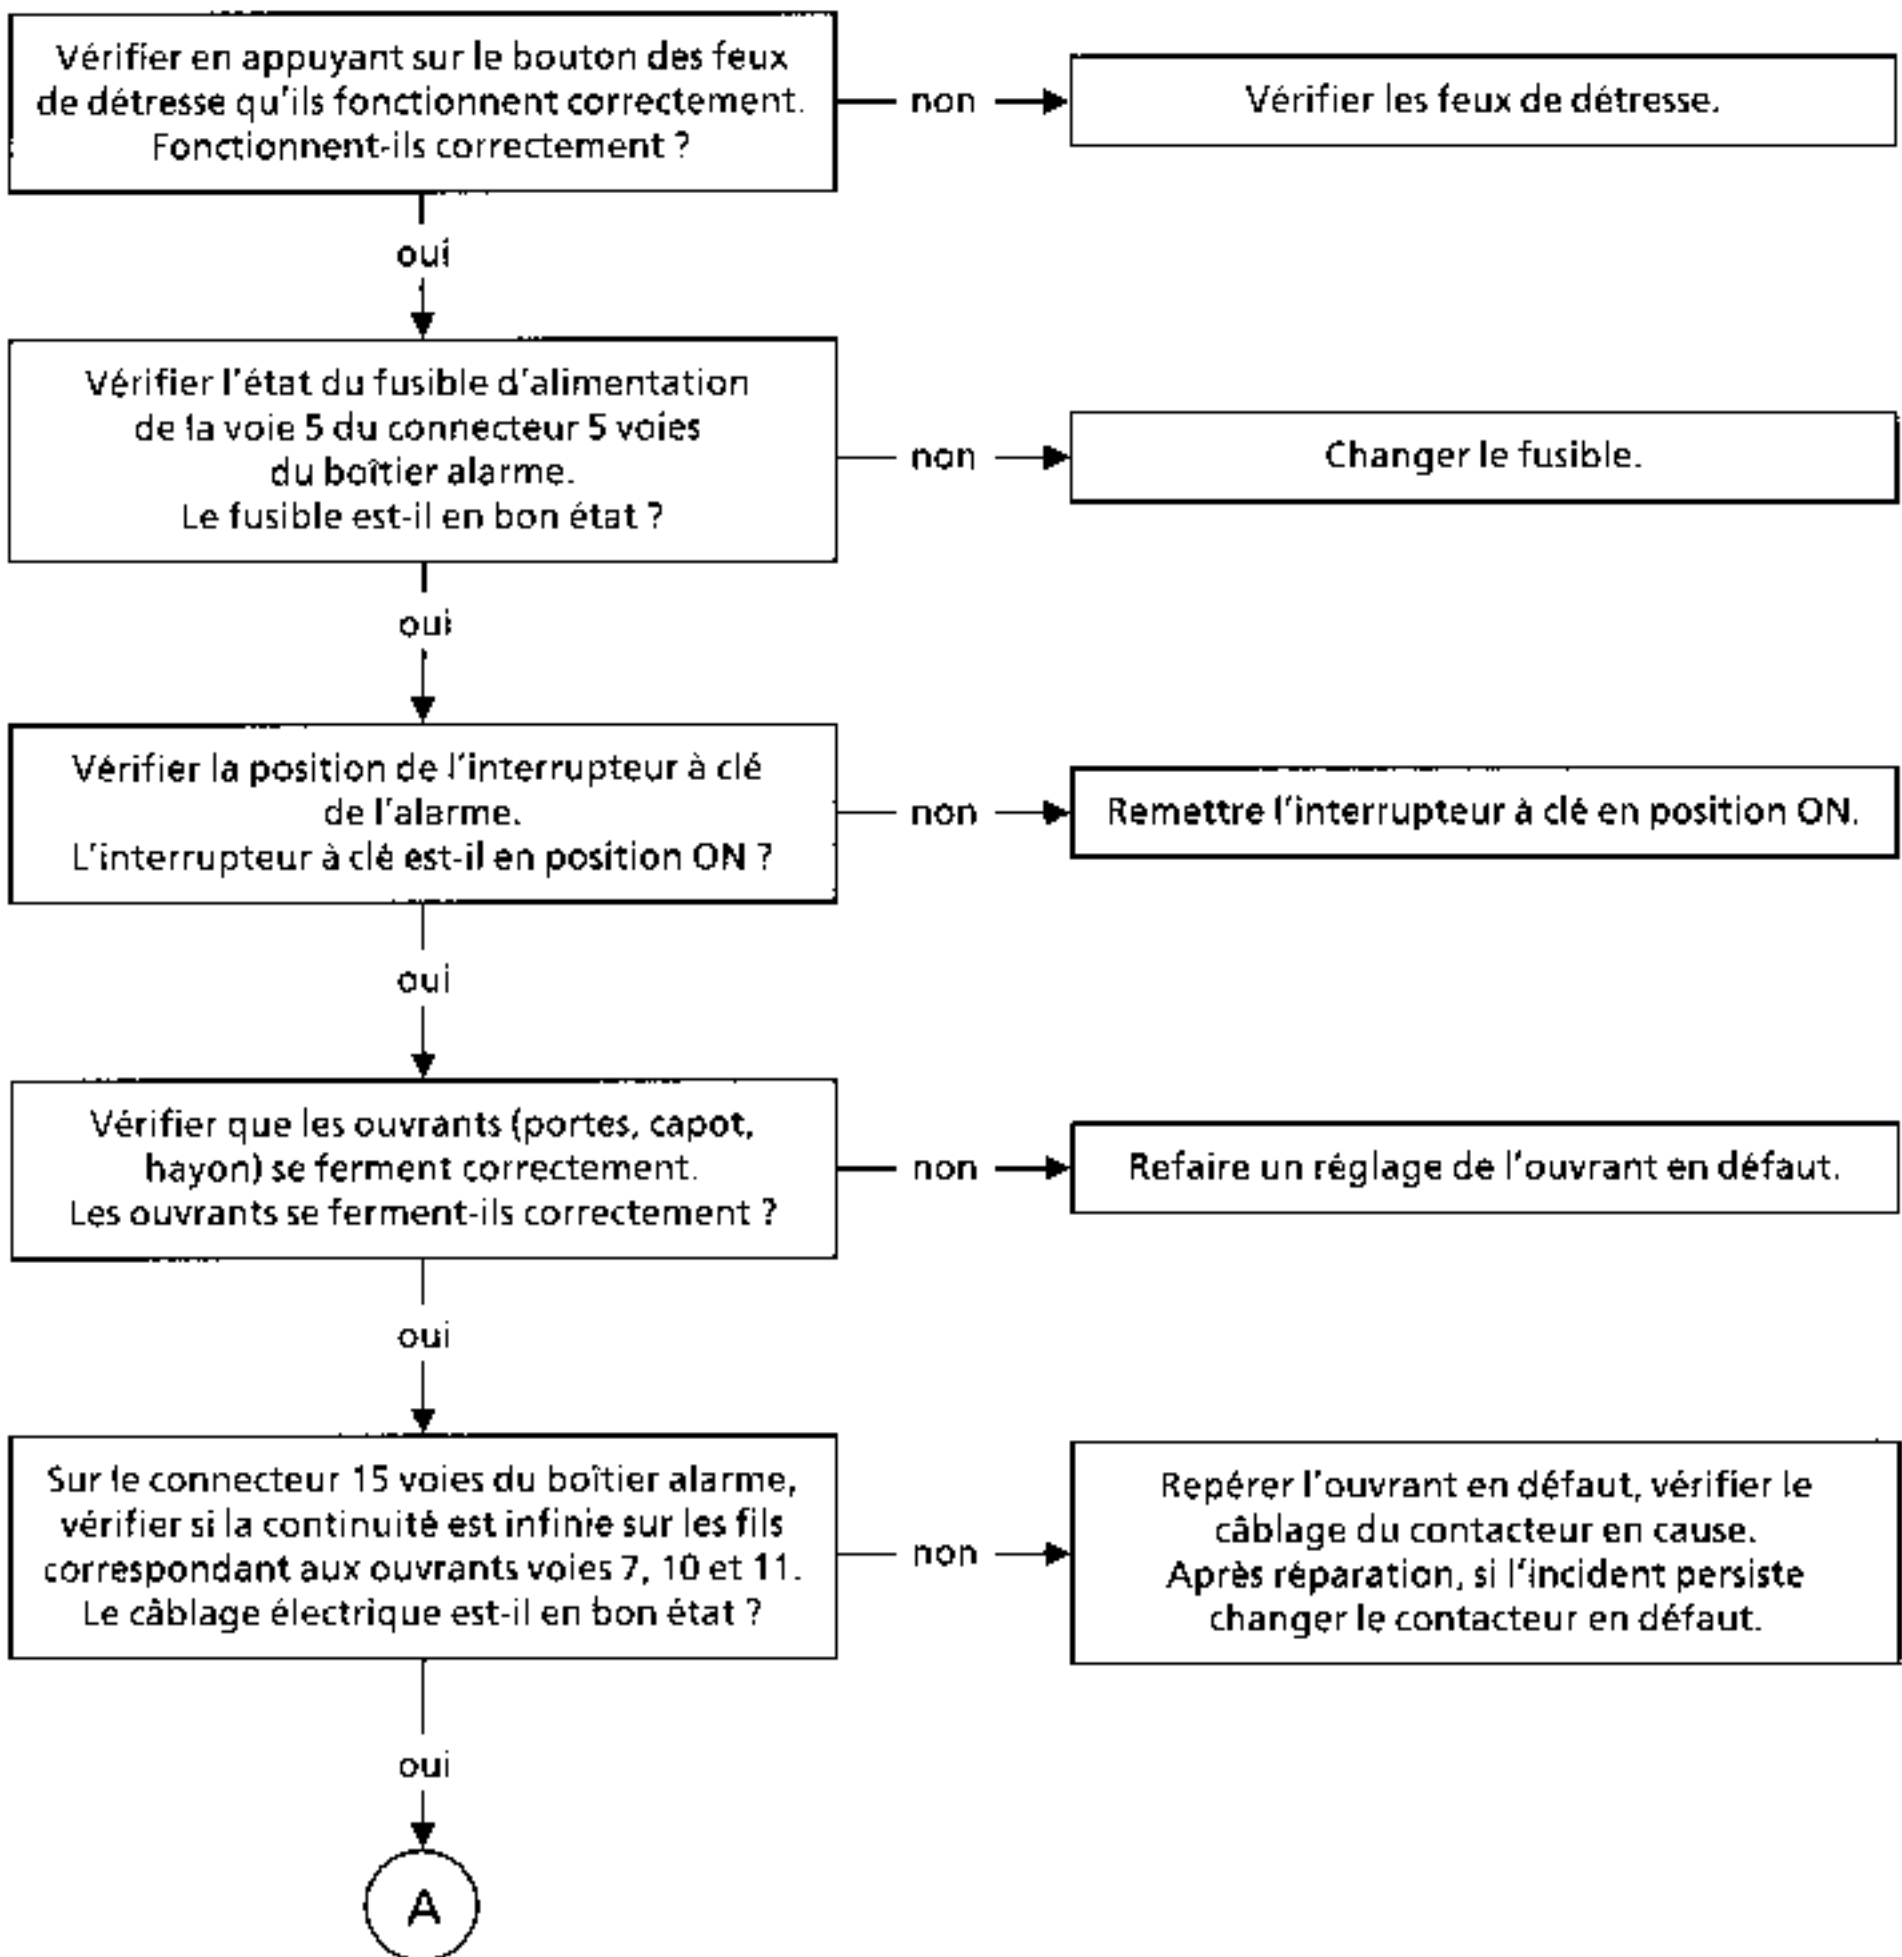 Vérifier en appuyant sur le bouton des feux
de détresse qu'ils fonctionnent correctement.
Fonctionnent-ils correctement ?
non
Vérifier les feux de détresse.
oui
Vérifier l'état du fusible d'alimentation
de la voie 5 du connecteur 5 voies
du boîtier alarme.
Le fusible est-il en bon état ?
non
Changer le fusible.
oui
Vérifier la position de l'interrupteur à clé
de l'alarme.
L'interrupteur à clé est-il en position ON ?
non
Remettre l'interrupteur à clé en position ON.
oui
Vérifier que les ouvrants (portes, capot,
hayon) se ferment correctement.
Les ouvrants se ferment-ils correctement ?
non
Refaire un réglage de l'ouvrant en défaut.
oui
Sur le connecteur 15 voies du boîtier alarme,
vérifier si la continuité est infinie sur les fils
correspondant aux ouvrants voies 7, 10 et 11.
Le câblage électrique est-il en bon état ?
non
Repérer l'ouvrant en défaut, vérifier le
câblage du contacteur en cause.
Après réparation, si l'incident persiste
changer le contacteur en défaut.
oui
A